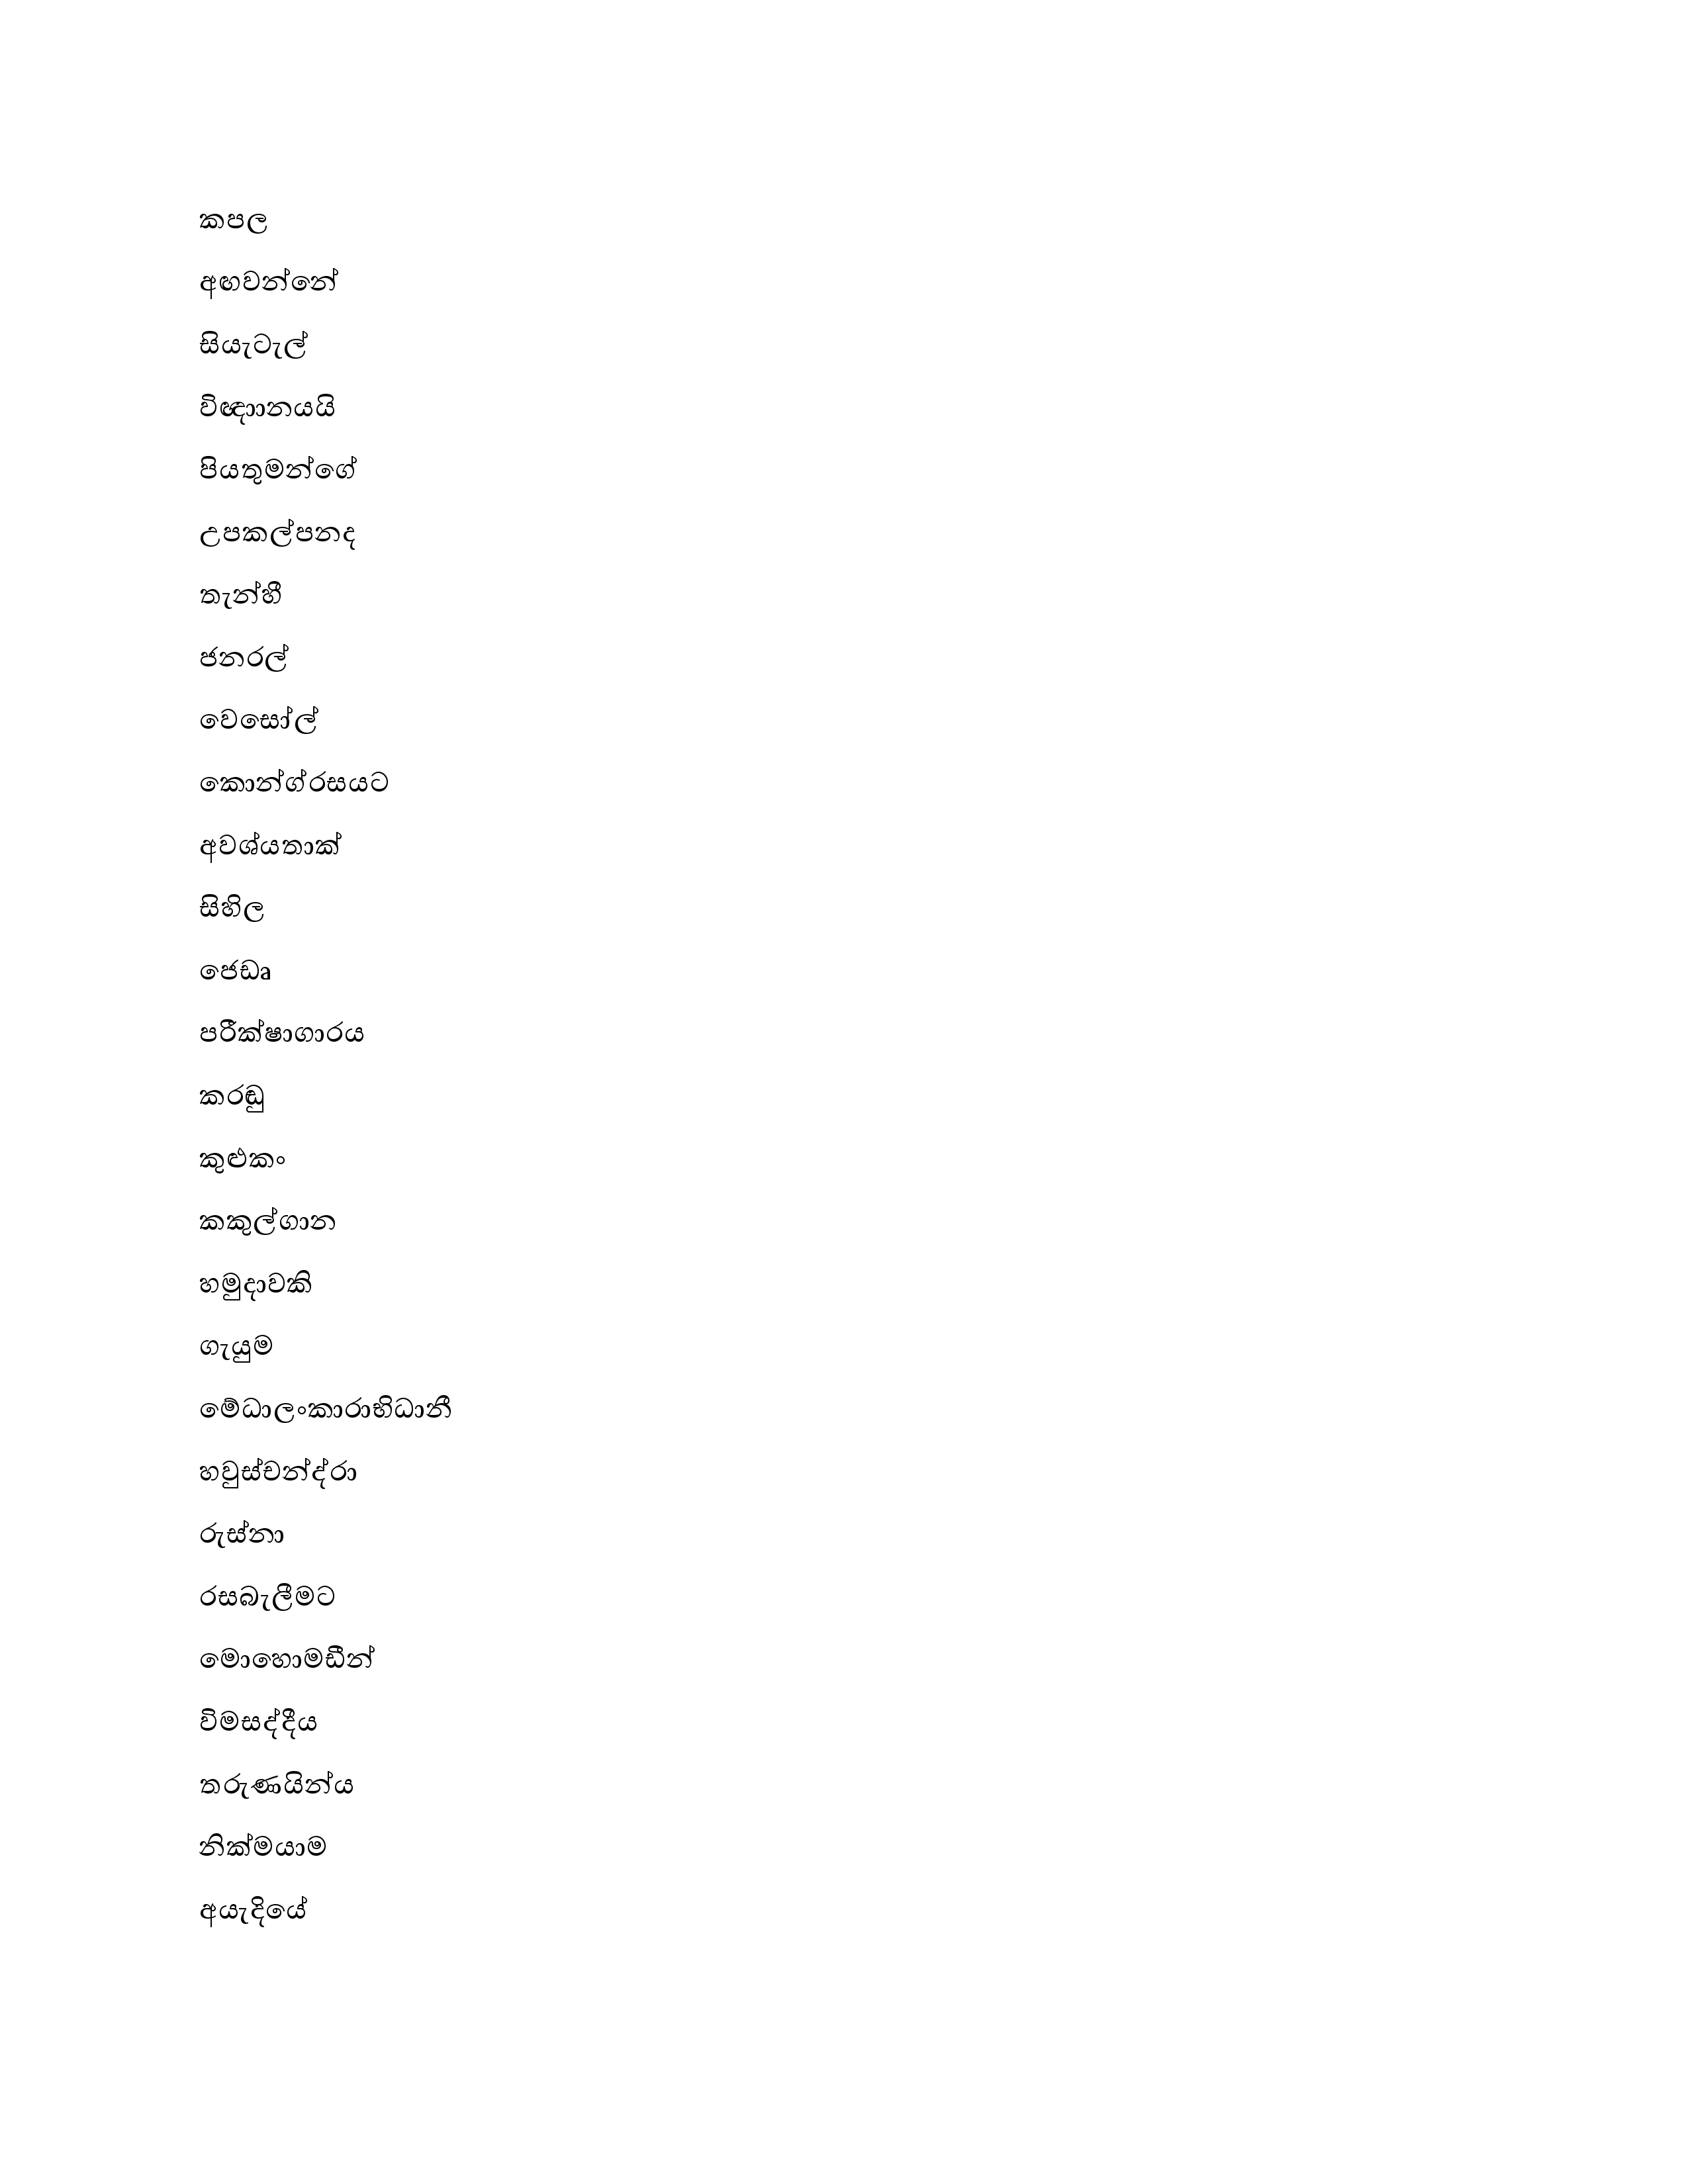 කපල
අඟවන්නේ
සියැටැල්
විඥාානයයි
පියතුමන්ගේ
උපකල්පනද
තැන්හී
ජනරල්
වෙසෝල්
කොන්ග්රසයට
අවශ්යතාක්
සිහිල
ජෙඩෘ
පරීක්ෂාගාරය
කරඬු
කුළුකං
කකුල්ගාන
හමුදාවකි
ගැයුම
මේධාලංකාරාභිධානී
හවුස්චන්ද්රා
රුස්නා
රසබැලීමට
මොහොමඩීන්
විමසද්දීය
තරුණයින්ය
නික්මයාම
අයැදියේ